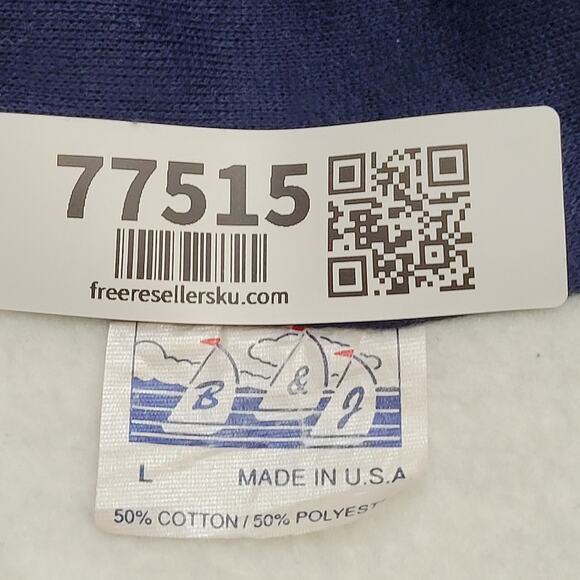 77515
freeresellersku.com
B & J
L MADE IN U.S.A
50% COTTON / 50% POLYEST